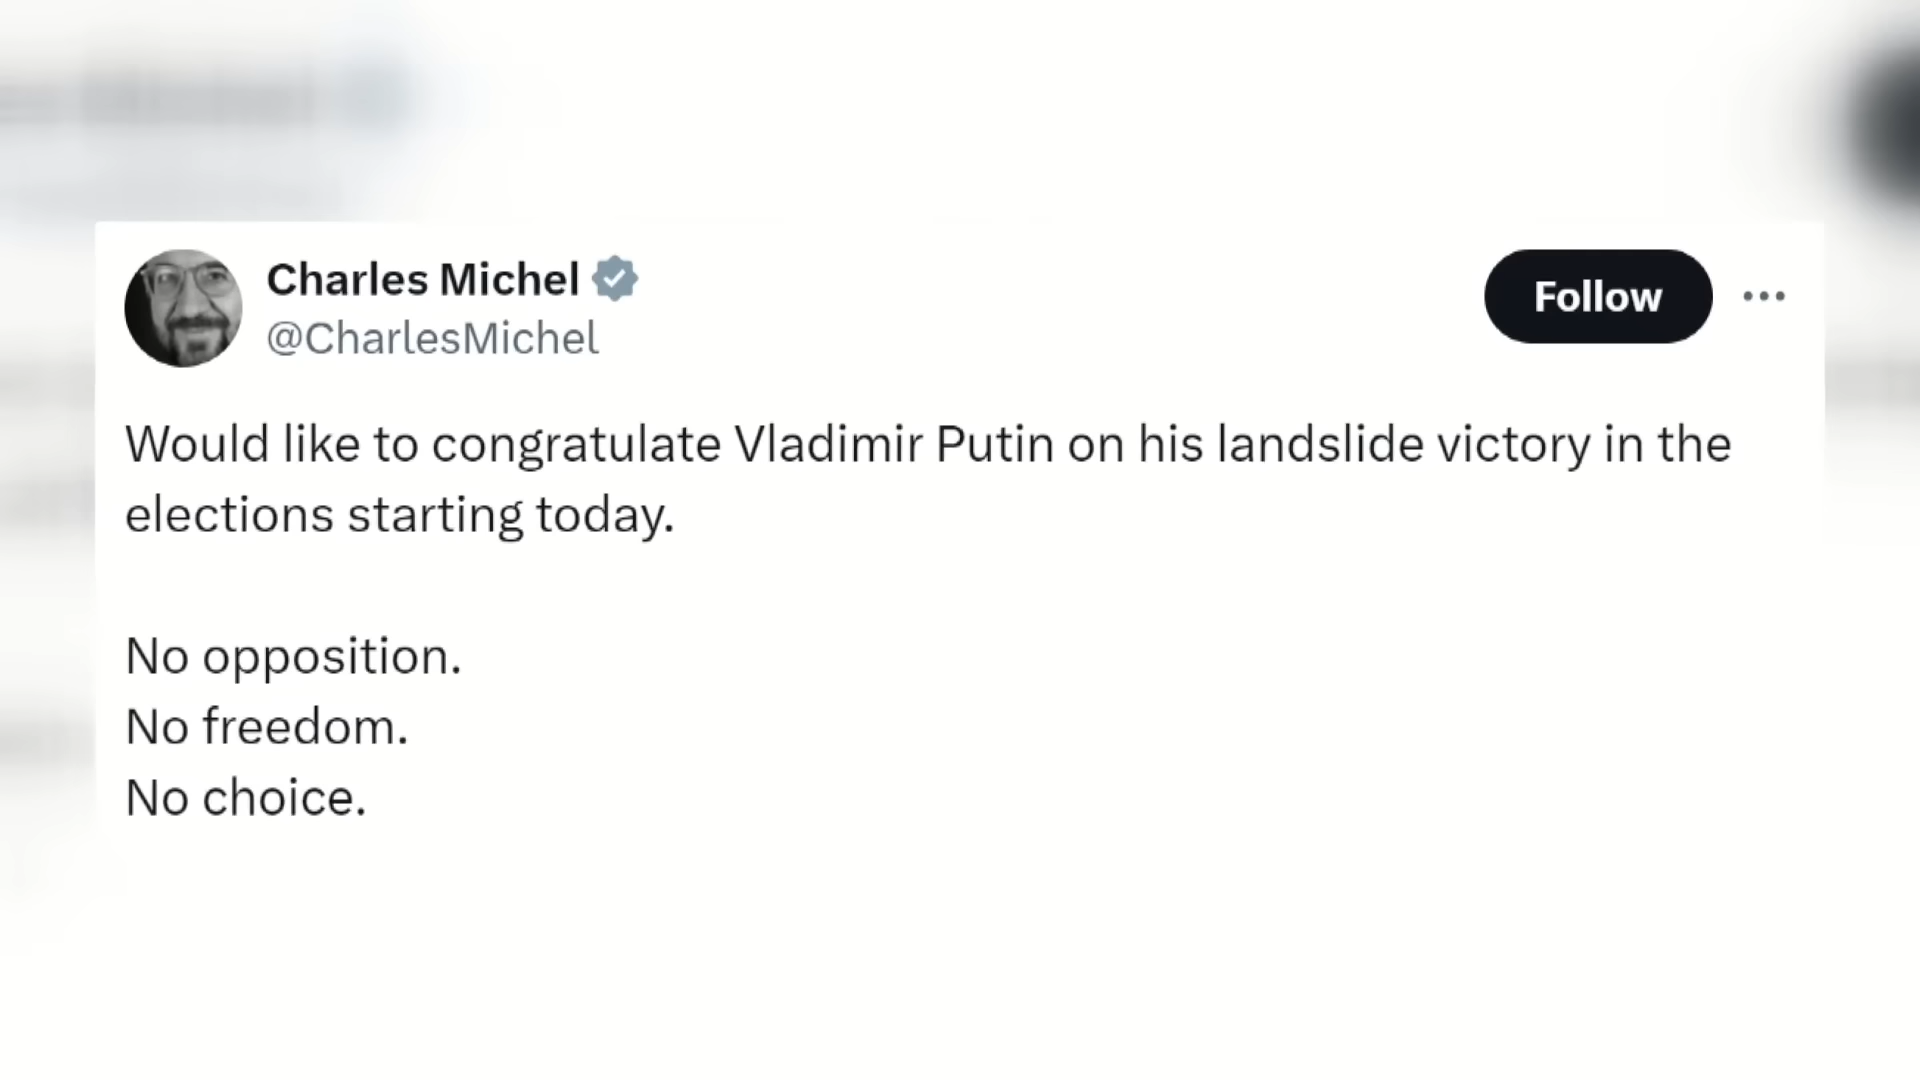 Charles Michel
@CharlesMichel
Follow
Would like to congratulate Vladimir Putin on his landslide victory in the
elections starting today.
No opposition.
No freedom.
No choice.